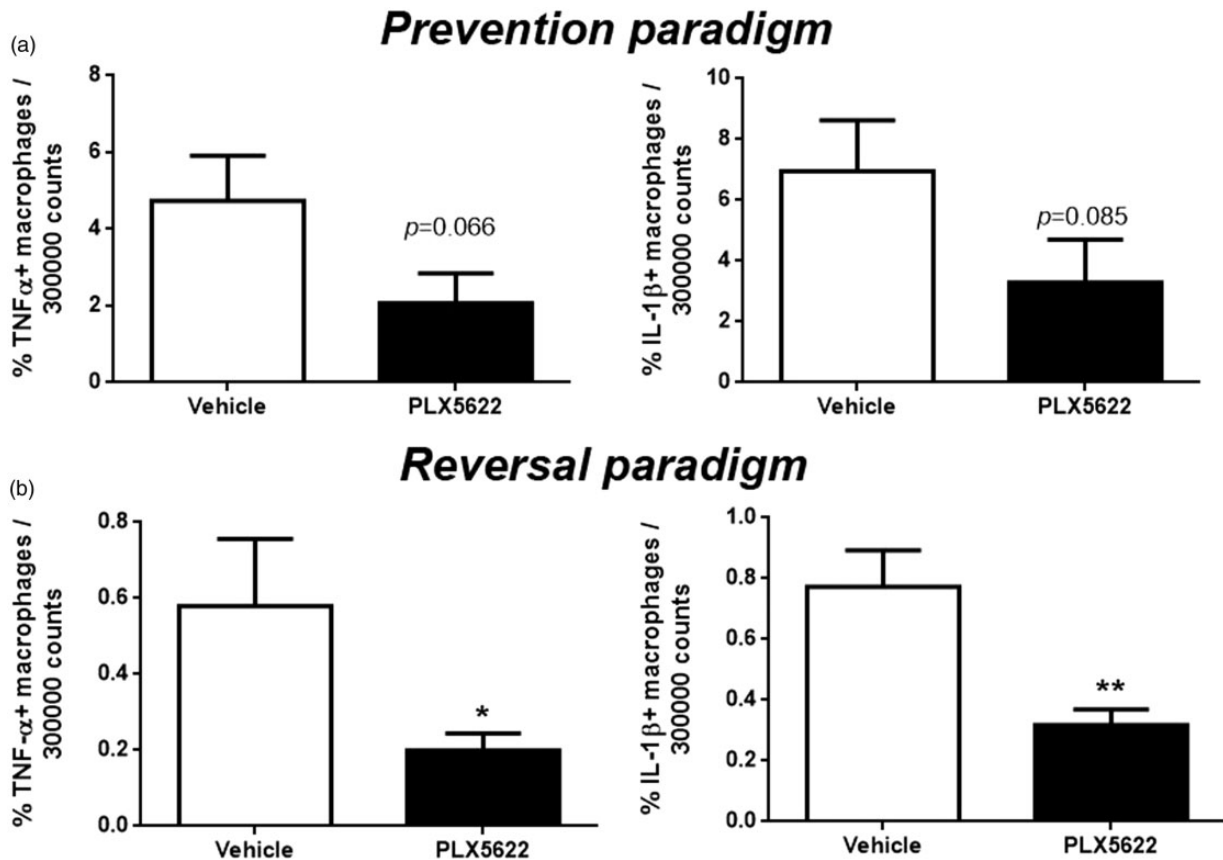 Prevention paradigm
(a)
8
6
4
2
0
% TNFα+ macrophages /
300000 counts
p=0.066
Vehicle
PLX5622
10
8
6
4
2
0
% IL-1β+ macrophages /
300000 counts
p=0.085
Vehicle
PLX5622
Reversal paradigm
(b)
0.8
0.6
0.4
0.2
0.0
% TNF-α+ macrophages /
300000 counts
*
Vehicle
PLX5622
1.0
0.8
0.6
0.4
0.2
0.0
% IL-1β+ macrophages /
300000 counts
**
Vehicle
PLX5622